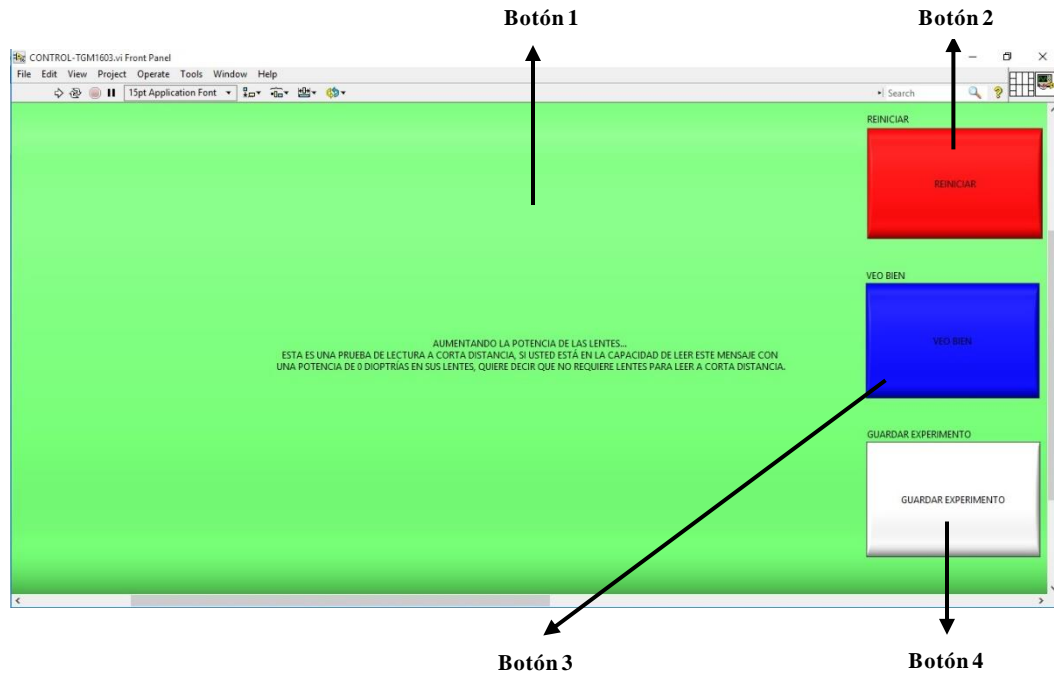 Botón 1
Botón 2
CONTROL-TGM1603.vi Front Panel
File Edit View Project Operate Tools Window Help
15pt Application Font
Search
REINICIAR
REINICIAR
VEO BIEN
VEO BIEN
AUMENTANDO LA POTENCIA DE LAS LENTES...
ESTA ES UNA PRUEBA DE LECTURA A CORTA DISTANCIA, SI USTED ESTÁ EN LA CAPACIDAD DE LEER ESTE MENSAJE CON
UNA POTENCIA DE 0 DIOPTRÍAS EN SUS LENTES, QUIERE DECIR QUE NO REQUIERE LENTES PARA LEER A CORTA DISTANCIA.
GUARDAR EXPERIMENTO
GUARDAR EXPERIMENTO
Botón 3
Botón 4